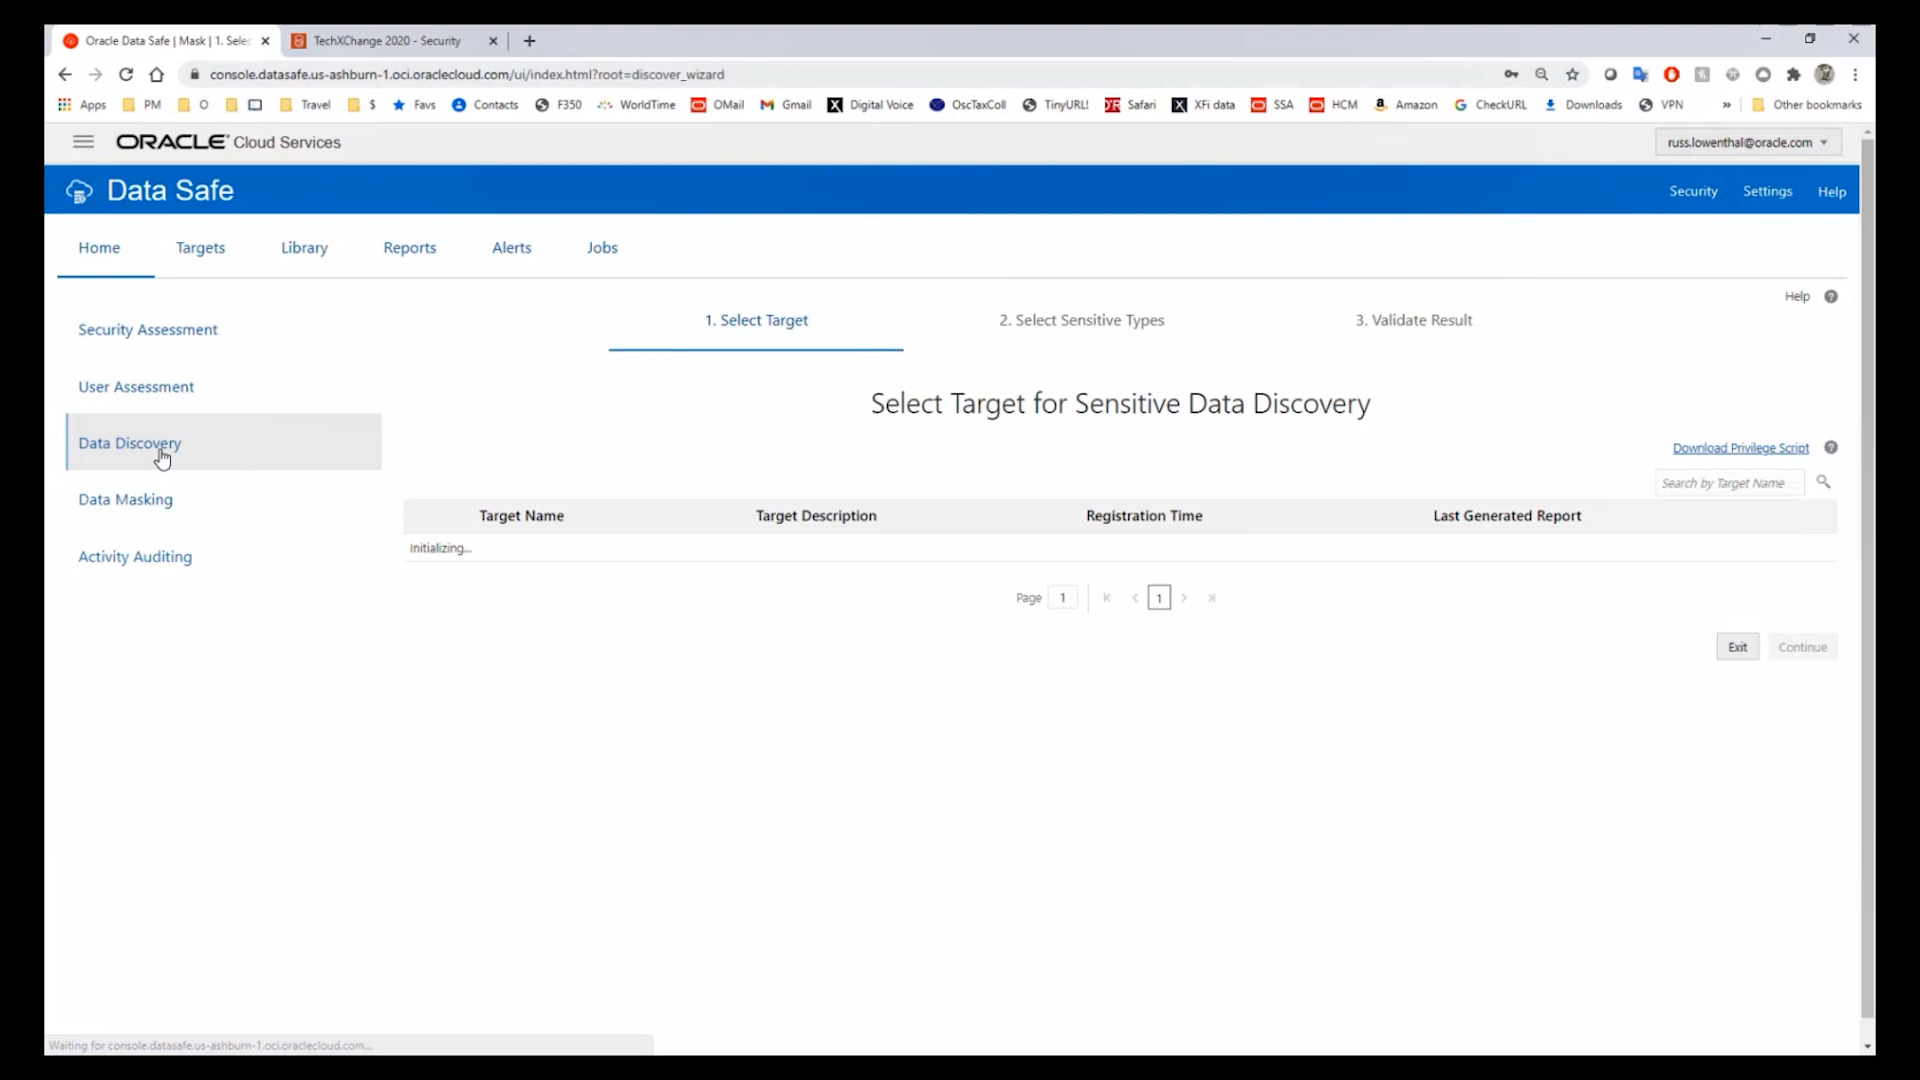 Oracle Data Safe | Mask | 1. Selec
TechXChange 2020 - Security
console.datasafe.us-ashburn-1.oci.oraclecloud.com/ui/index.html?root=discover_wizard
Apps PM O Travel $ Favs Contacts F350 WorldTime OMail Gmail Digital Voice OscTaxColl TinyURL! Safari XFi data SSA HCM Amazon CheckURL Downloads VPN » Other bookmarks
ORACLE® Cloud Services
russ.lowenthal@oracle.com
Data Safe
Security Settings Help
Home Targets Library Reports Alerts Jobs
Help
1. Select Target 2. Select Sensitive Types 3. Validate Result
Security Assessment
User Assessment
Data Discovery
Data Masking
Activity Auditing
Select Target for Sensitive Data Discovery
Download Privilege Script
Search by Target Name
Target Name Target Description Registration Time Last Generated Report
Initializing...
Page 1 1
Exit Continue
Waiting for console.datasafe.us-ashburn-1.oci.oraclecloud.com...